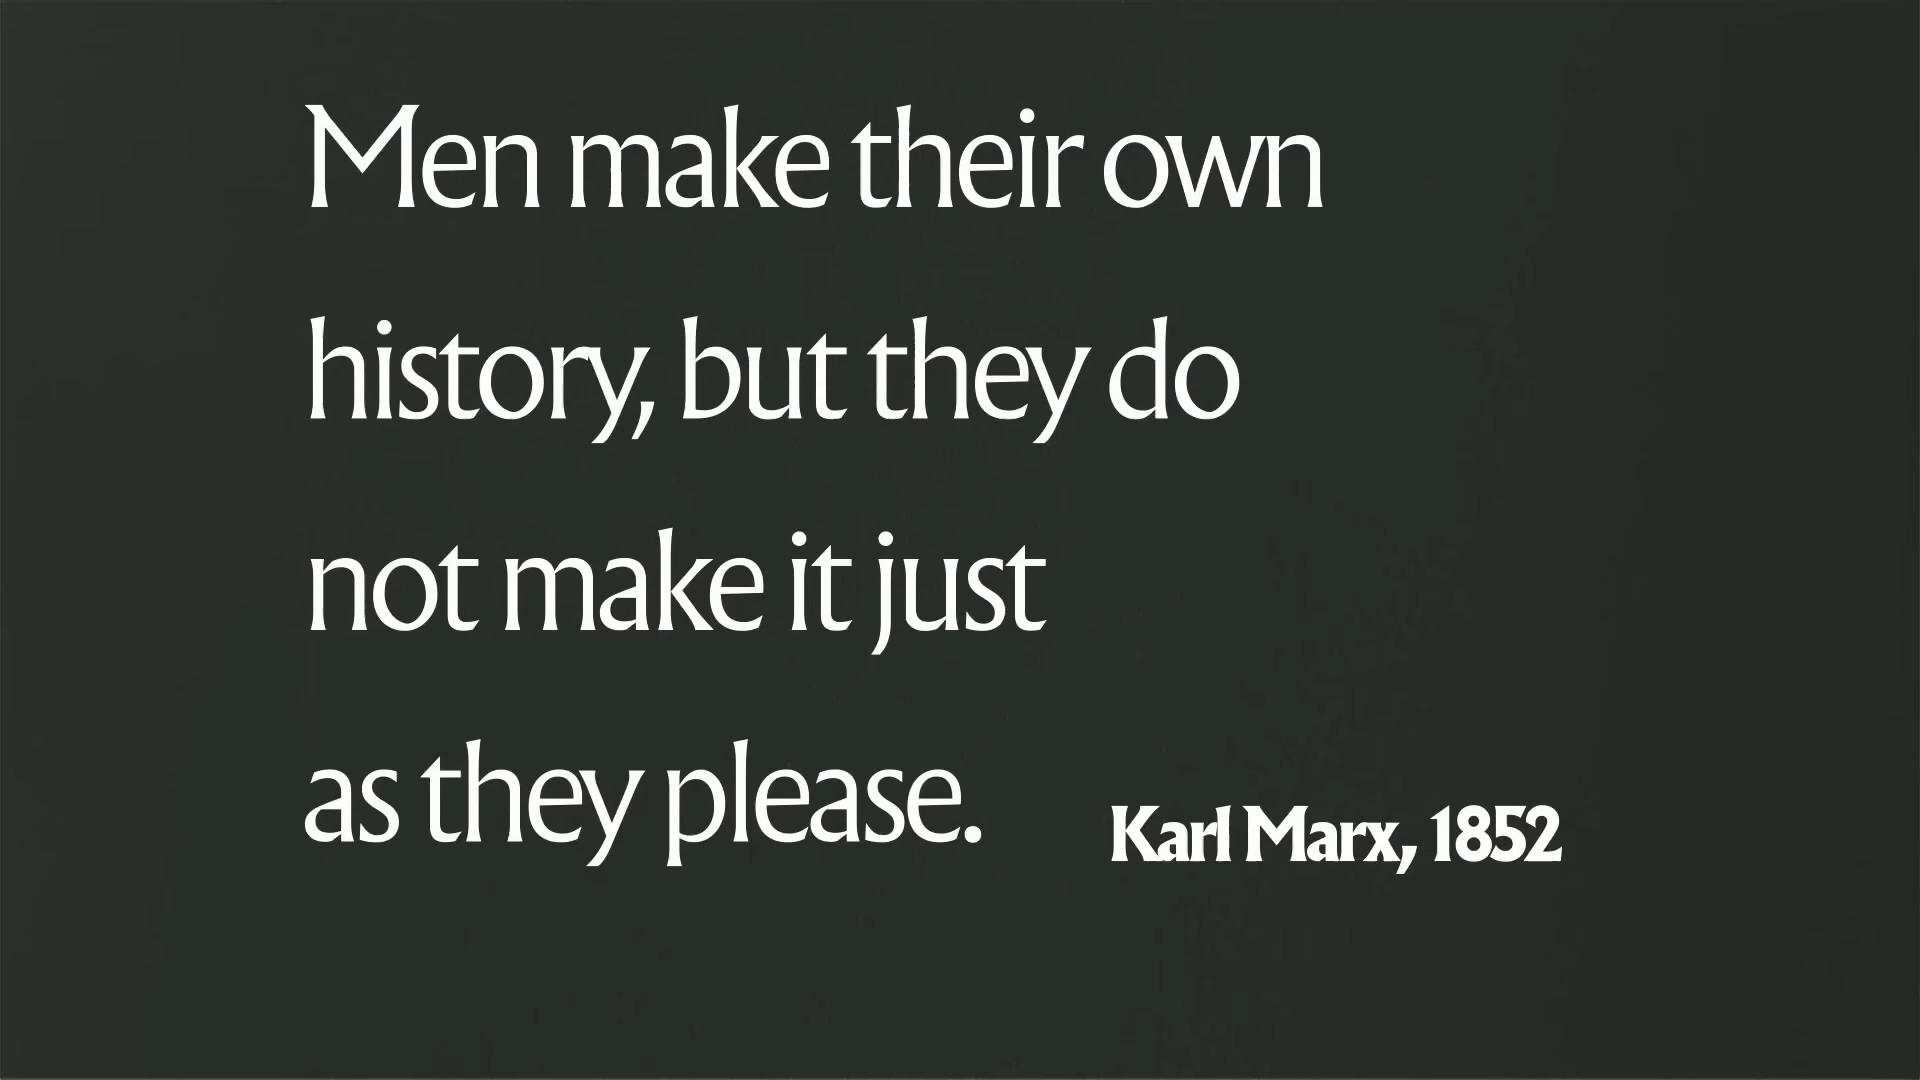 Men make their own
history, but they do
not make it just
as they please.
Karl Marx, 1852